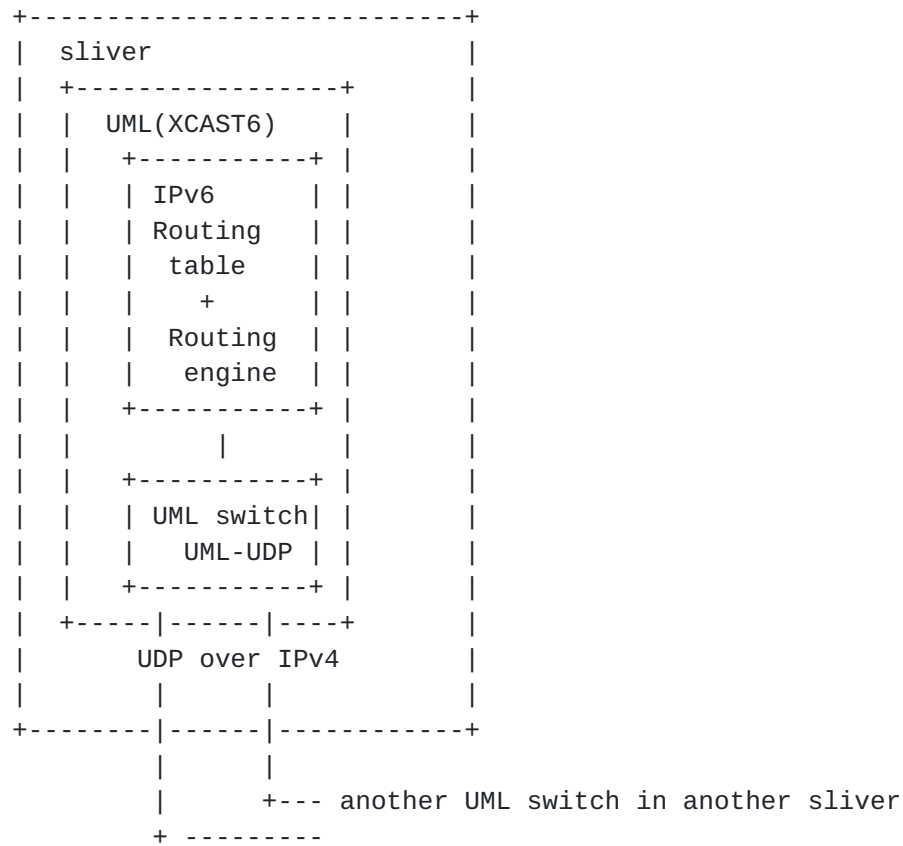 sliver
UML(XCAST6)
IPv6
Routing
table
+
Routing
engine
UML switch
UML-UDP
UDP over IPv4
another UML switch in another sliver